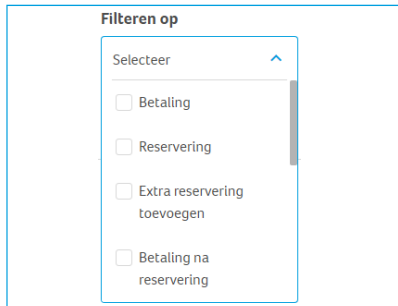 Filteren op
Selecteer
Betaling
Reservering
Extra reservering
toevoegen
Betaling na
reservering